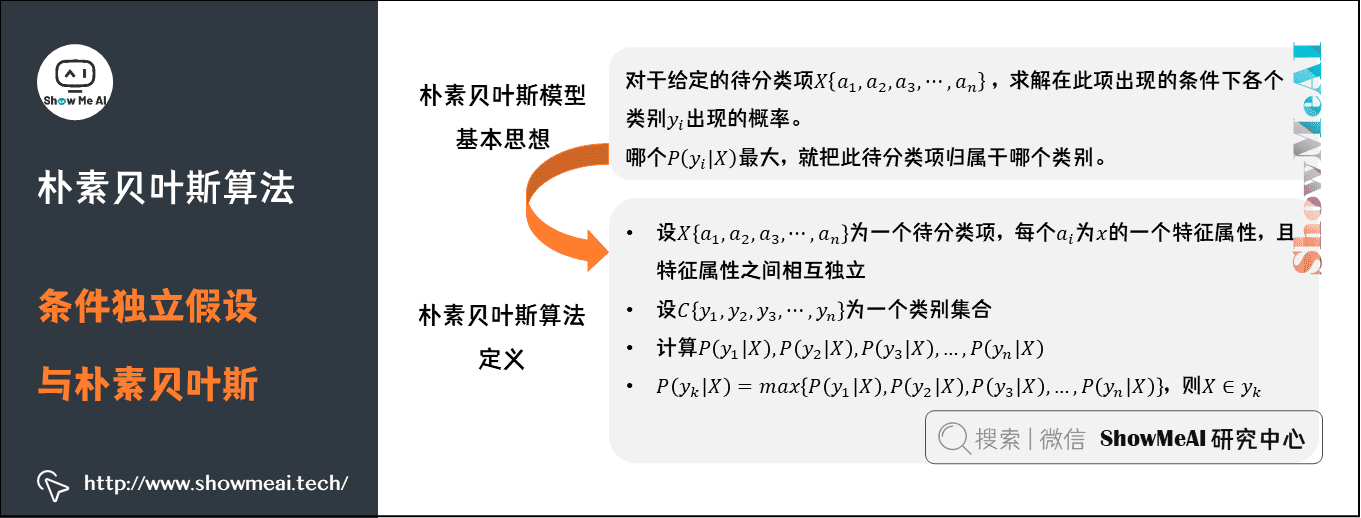 Show Me AI
朴素贝叶斯算法
条件独立假设
与朴素贝叶斯
http://www.showmeai.tech/
朴素贝叶斯模型
基本思想
对于给定的待分类项X{a₁, a₂, a₃, ⋯, aₙ}，求解在此项出现的条件下各个
类别yᵢ出现的概率。
哪个P(yᵢ|X)最大，就把此待分类项归属于哪个类别。
朴素贝叶斯算法
定义
• 设X{a₁, a₂, a₃, ⋯, aₙ}为一个待分类项，每个aᵢ为x的一个特征属性，且
特征属性之间相互独立
• 设C{y₁, y₂, y₃, ⋯, yₙ}为一个类别集合
• 计算P(y₁|X), P(y₂|X), P(y₃|X), …, P(yₙ|X)
• P(yₖ|X) = max{P(y₁|X), P(y₂|X), P(y₃|X), …, P(yₙ|X)}，则X ∈ yₖ
搜索 | 微信 ShowMeAI 研究中心
ShowMeAI